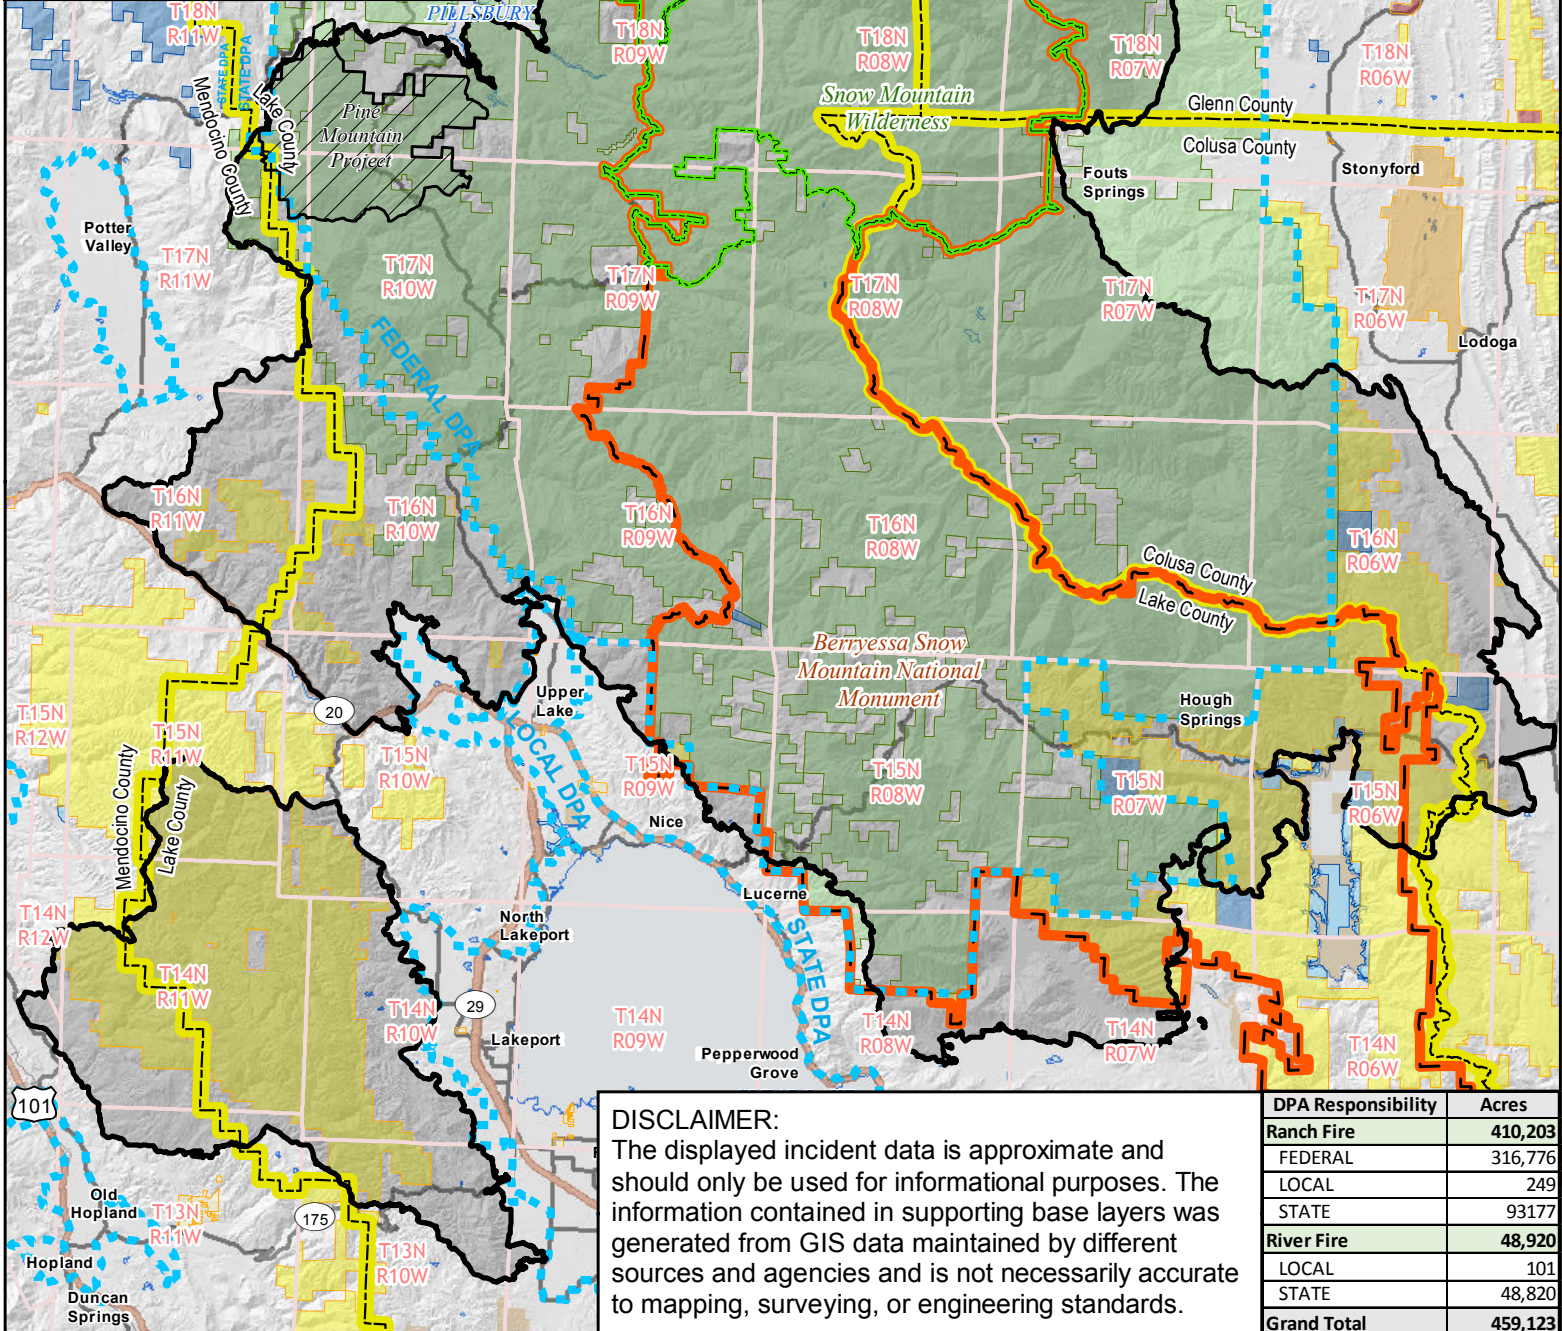 T18N
R11W
PILLSBURY
T18N
R09W
T18N
R08W
T18N
R07W
T18N
R06W
STATE DPA
STATE DPA
Mendocino County
Lake County
Pine
Mountain
Project
Snow Mountain
Wilderness
Glenn County
Colusa County
Fouts
Springs
Stonyford
Potter
Valley
T17N
R11W
T17N
R10W
T17N
R09W
T17N
R08W
T17N
R07W
T17N
R06W
Lodoga
FEDERAL DPA
T16N
R11W
T16N
R10W
T16N
R09W
T16N
R08W
T16N
R06W
Colusa County
Lake County
Berryessa Snow
Mountain National
Monument
Upper
Lake
Hough
Springs
20
T15N
R12W
T15N
R11W
T15N
R10W
LOCAL DPA
T15N
R09W
T15N
R08W
T15N
R07W
T15N
R06W
Mendocino County
Lake County
Nice
Lucerne
T14N
R12W
North
Lakeport
STATE DPA
T14N
R11W
T14N
R10W
29
Lakeport
T14N
R09W
T14N
R08W
T14N
R07W
T14N
R06W
Pepperwood
Grove
101
Old
Hopland
T13N
R11W
175
T13N
R10W
Hopland
Duncan
Springs
DISCLAIMER:
The displayed incident data is approximate and
should only be used for informational purposes. The
information contained in supporting base layers was
generated from GIS data maintained by different
sources and agencies and is not necessarily accurate
to mapping, surveying, or engineering standards.
DPA Responsibility Acres
Ranch Fire 410,203
FEDERAL 316,776
LOCAL 249
STATE 93177
River Fire 48,920
LOCAL 101
STATE 48,820
Grand Total 459,123